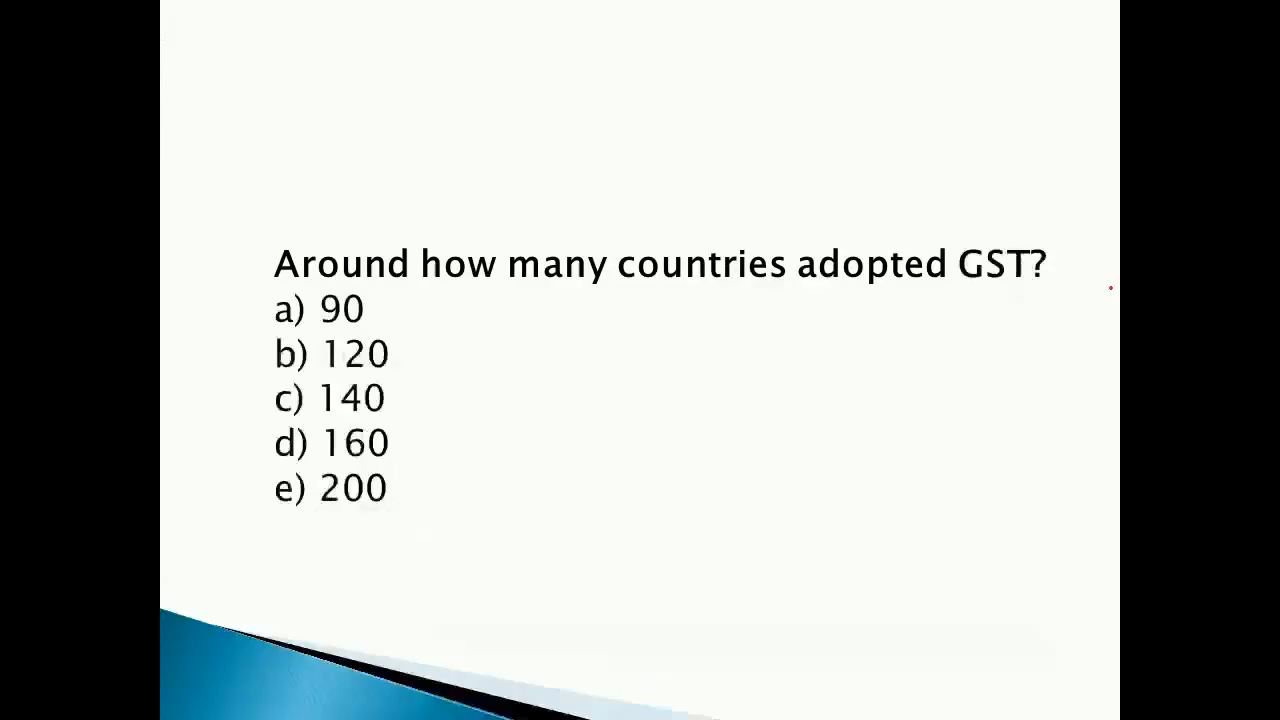 Around how many countries adopted GST?
a) 90
b) 120
c) 140
d) 160
e) 200